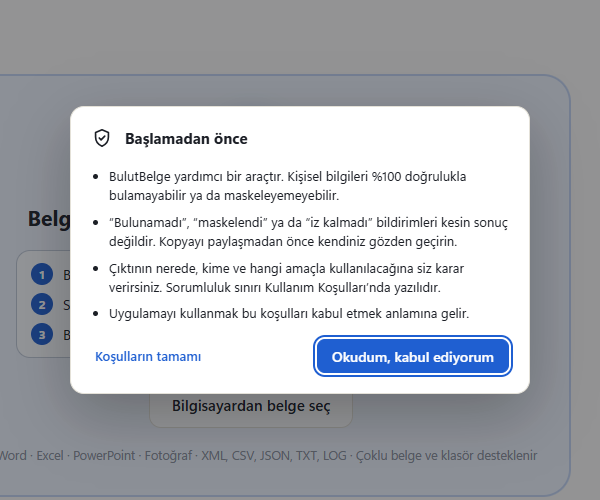 Başlamadan önce
• BulutBelge yardımcı bir araçtır. Kişisel bilgileri %100 doğrulukla
bulamayabilir ya da maskeleyemeyebilir.
• “Bulunamadı”, “maskelendi” ya da “iz kalmadı” bildirimleri kesin sonuç
değildir. Kopyayı paylaşmadan önce kendiniz gözden geçirin.
• Çıktının nerede, kime ve hangi amaçla kullanılacağına siz karar
verirsiniz. Sorumluluk sınırı Kullanım Koşulları’nda yazılıdır.
• Uygulamayı kullanmak bu koşulları kabul etmek anlamına gelir.
Koşulların tamamı
Okudum, kabul ediyorum
Belg
1 B
2 S
3 B
Bilgisayardan belge seç
Word · Excel · PowerPoint · Fotoğraf · XML, CSV, JSON, TXT, LOG · Çoklu belge ve klasör desteklenir